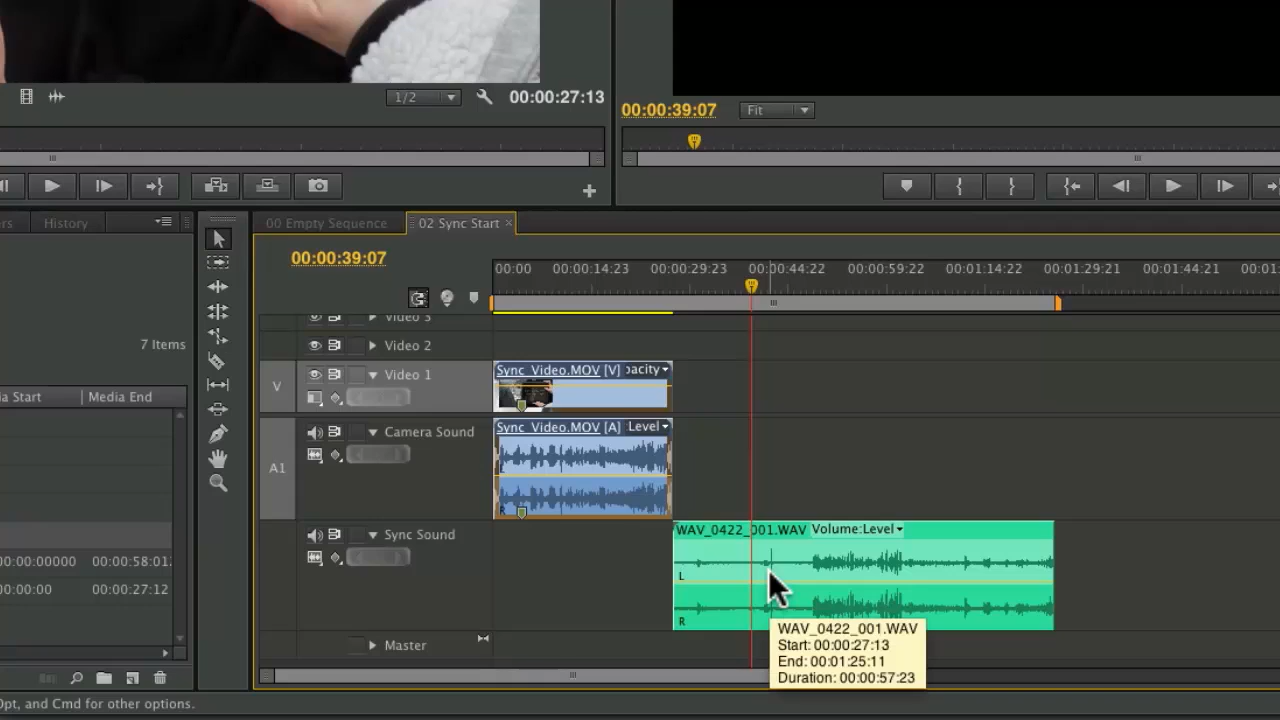 1/2
00:00:27:13
00:00:39:07
Fit
History
00 Empty Sequence
02 Sync Start
00:00:39:07
00:00 00:00:14:23 00:00:29:23 00:00:44:22 00:00:59:22 00:01:14:22 00:01:29:21 00:01:44:21
7 Items
Video 3
Video 2
V
Video 1
Sync_Video.MOV [V] pacity
ia Start
Media End
A1
Camera Sound
Sync_Video.MOV [A] Level
R
00:00:00000 00:00:58:01
00:00:00 00:00:27:12
Sync Sound
WAV_0422_001.WAV Volume:Level
L
R
WAV_0422_001.WAV
Start: 00:00:27:13
End: 00:01:25:11
Duration: 00:00:57:23
Master
Opt, and Cmd for other options.